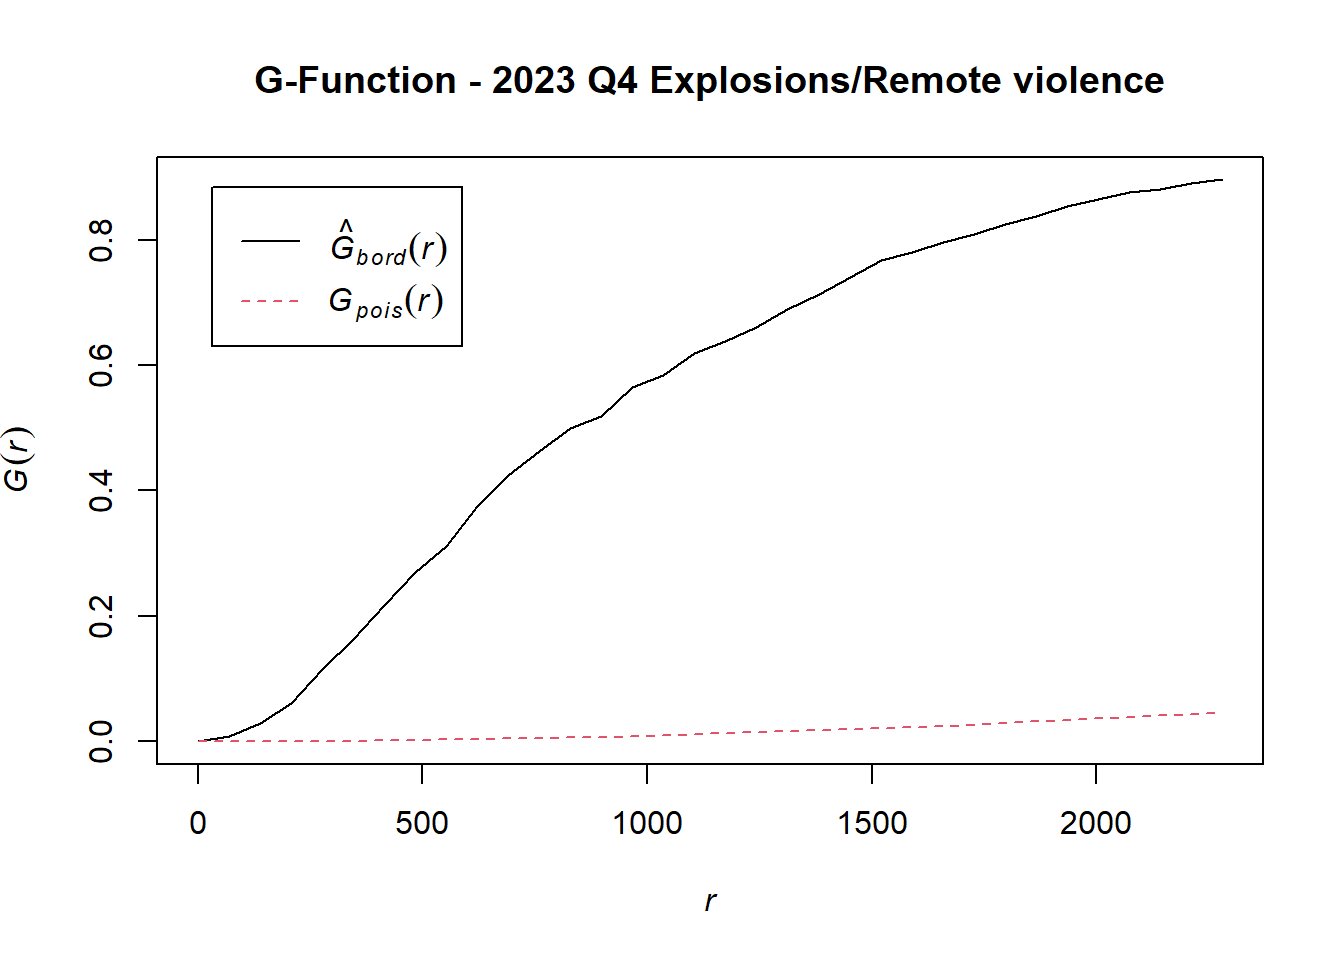 G-Function - 2023 Q4 Explosions/Remote violence
Ĝbord(r)
Gpois(r)
G(r)
0.8
0.6
0.4
0.2
0.0
0 500 1000 1500 2000
r